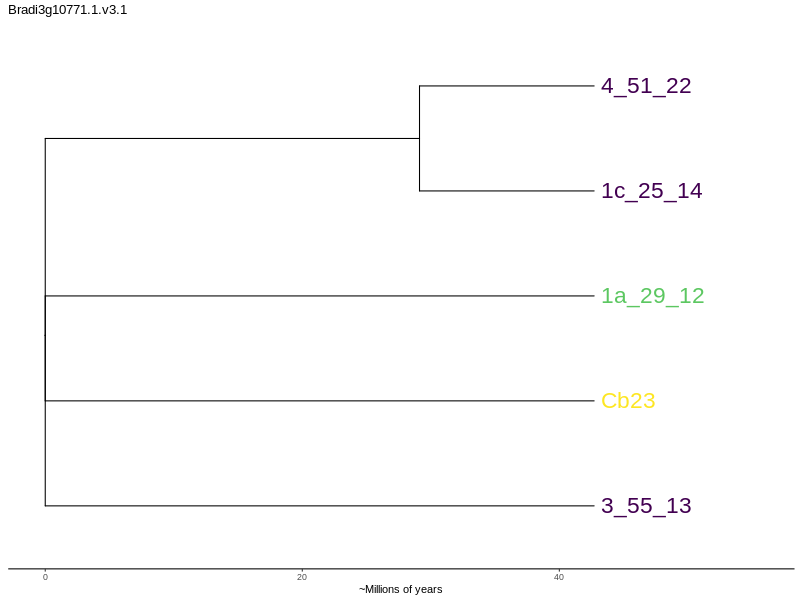 Bradi3g10771.1.v3.1
4_51_22
1c_25_14
1a_29_12
Cb23
3_55_13
0 20 40
~Millions of years